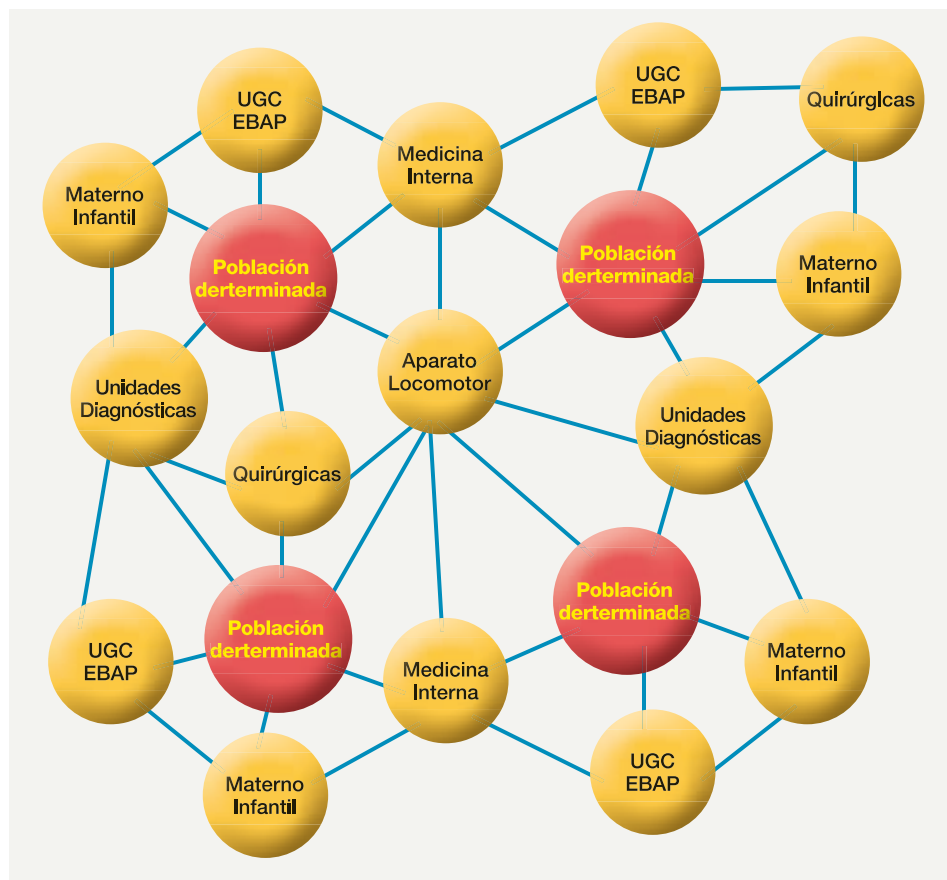 UGC
EBAP
UGC
EBAP
Quirúrgicas
Medicina
Interna
Materno
Infantil
Población
derterminada
Población
derterminada
Materno
Infantil
Aparato
Locomotor
Unidades
Diagnósticas
Unidades
Diagnósticas
Quirúrgicas
Población
derterminada
Población
derterminada
UGC
EBAP
Medicina
Interna
Materno
Infantil
Materno
Infantil
UGC
EBAP